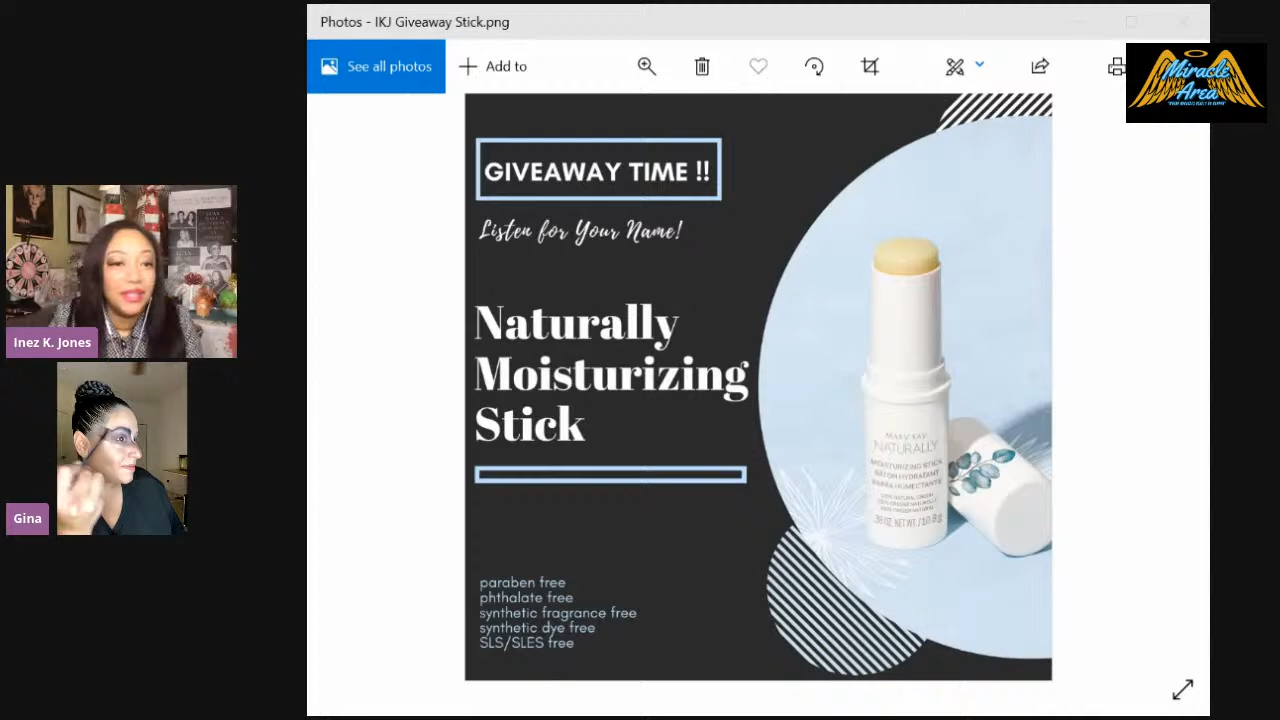 Photos - IKJ Giveaway Stick.png
See all photos
Add to
Miracle
Area
GIVEAWAY TIME !!
Listen for Your Name!
Naturally
Moisturizing
Stick
MARY KAY
NATURALLY
MOISTURIZING STICK
paraben free
phthalate free
synthetic fragrance free
synthetic dye free
SLS/SLES free
Inez K. Jones
Gina